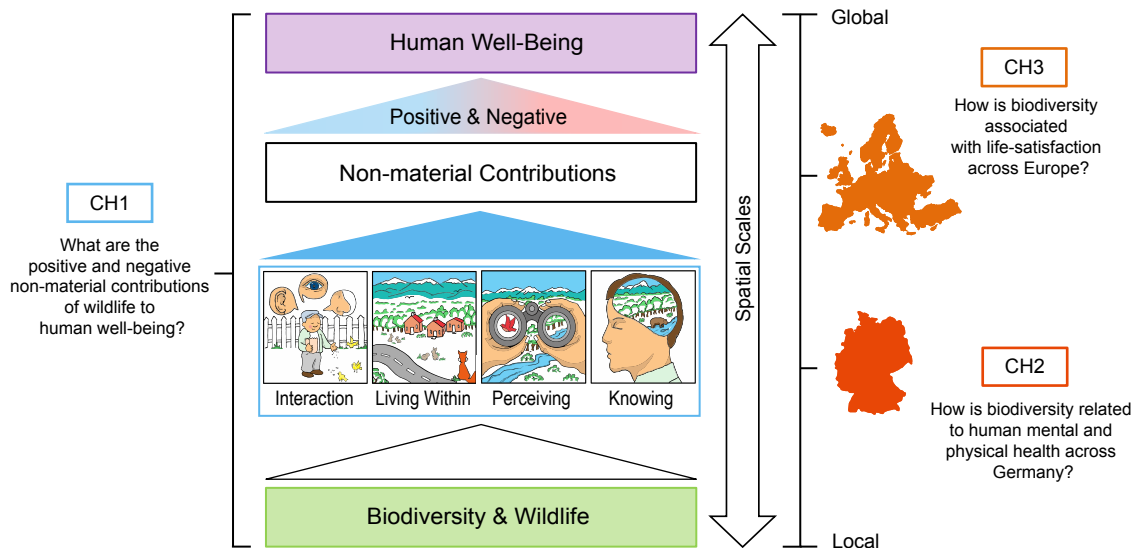 CH1
What are the
positive and negative
non-material contributions
of wildlife to
human well-being?
Human Well-Being
Positive & Negative
Non-material Contributions
Interaction
Living Within
Perceiving
Knowing
Biodiversity & Wildlife
Spatial Scales
Global
CH3
How is biodiversity
associated
with life-satisfaction
across Europe?
CH2
How is biodiversity related
to human mental and
physical health across
Germany?
Local